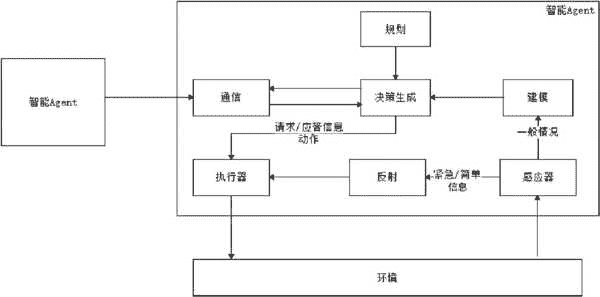 智能Agent
规划
智能Agent
通信
决策生成
建模
请求/应答信息
动作
一般情况
执行器
反射
紧急/简单
信息
感应器
环境